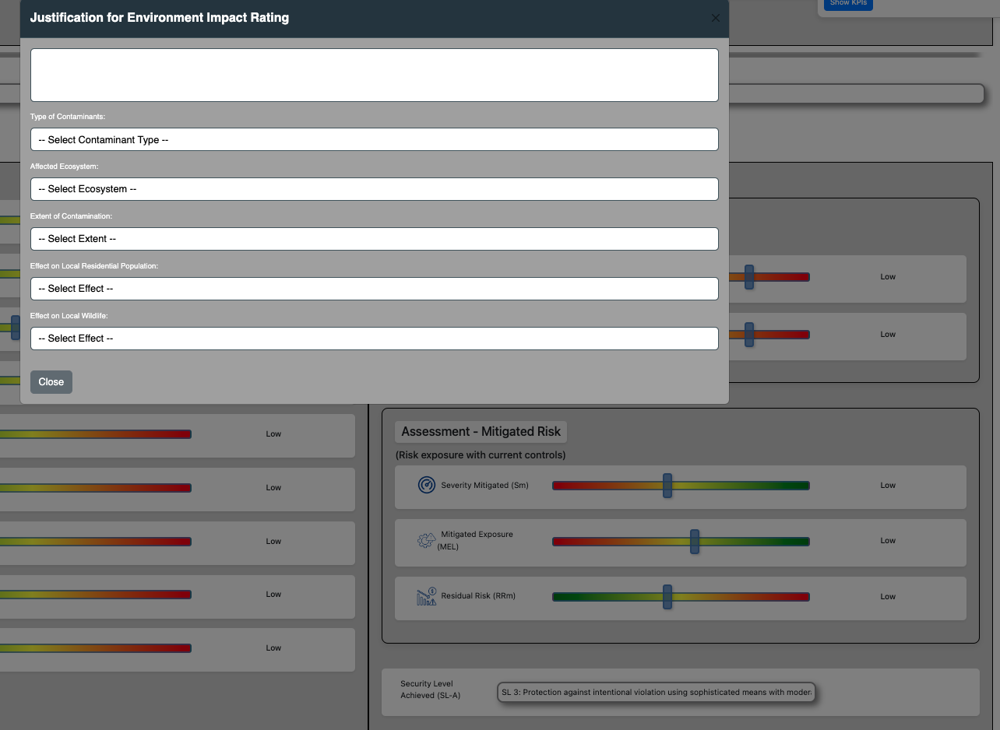 Justification for Environment Impact Rating
×
Show KPIs
Type of Contaminants:
-- Select Contaminant Type --
Affected Ecosystem:
-- Select Ecosystem --
Extent of Contamination:
-- Select Extent --
Effect on Local Residential Population:
-- Select Effect --
Effect on Local Wildlife:
-- Select Effect --
Close
Low
Low
Low
Low
Low
Low
Low
Assessment - Mitigated Risk
(Risk exposure with current controls)
Severity Mitigated (Sm)
Low
Mitigated Exposure
(MEL)
Low
Residual Risk (RRm)
Low
Security Level
Achieved (SL-A)
SL 3: Protection against intentional violation using sophisticated means with moder